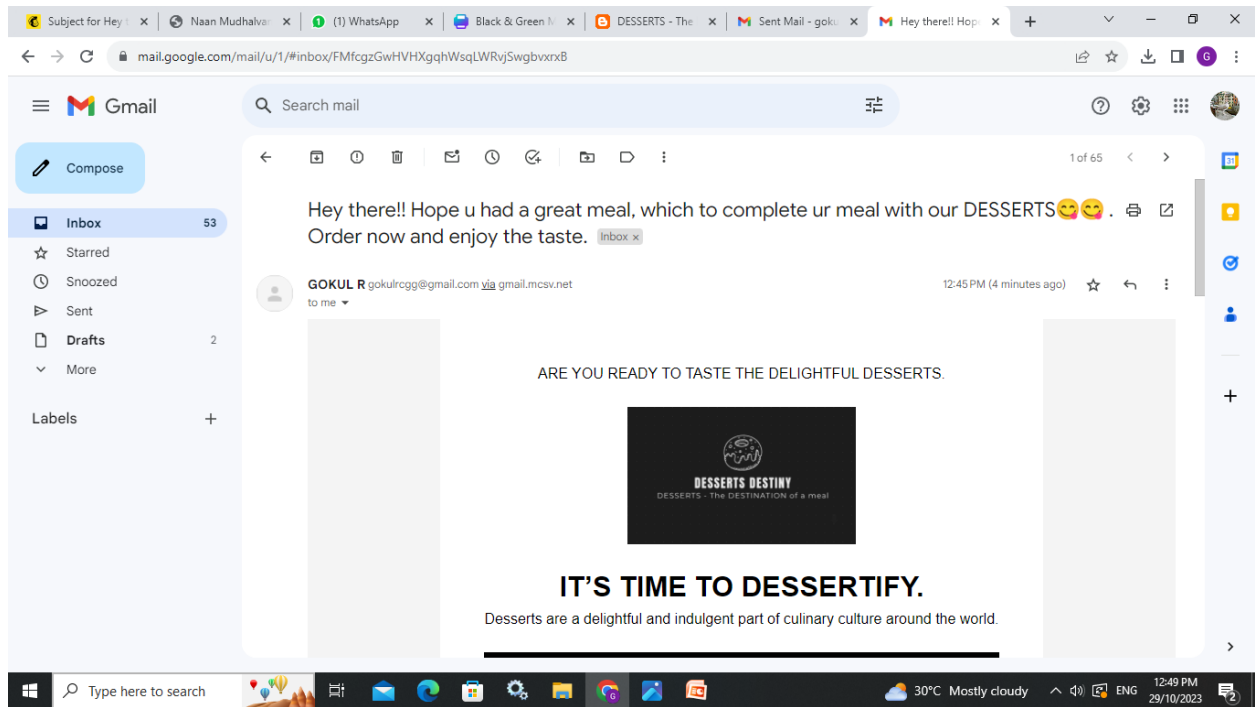 Subject for Hey t
Naan Mudhalvan
(1) WhatsApp
Black & Green M
DESSERTS - The
Sent Mail - goku
Hey there!! Hop
mail.google.com/mail/u/1/#inbox/FMfcgzGwHVHXgqhWsqLWRvjSwgbvxrxB
G
Gmail
Search mail
Compose
1 of 65
31
Inbox 53
Starred
Snoozed
Sent
Drafts 2
More
Labels
Hey there!! Hope u had a great meal, which to complete ur meal with our DESSERTS😋😋 .
Order now and enjoy the taste. Inbox ×
GOKUL R gokulrcgg@gmail.com via gmail.mcsv.net 12:45 PM (4 minutes ago)
to me
ARE YOU READY TO TASTE THE DELIGHTFUL DESSERTS.
DESSERTS DESTINY
DESSERTS - The DESTINATION of a meal
IT'S TIME TO DESSERTIFY.
Desserts are a delightful and indulgent part of culinary culture around the world.
Type here to search
30°C Mostly cloudy
ENG
12:49 PM
29/10/2023
2